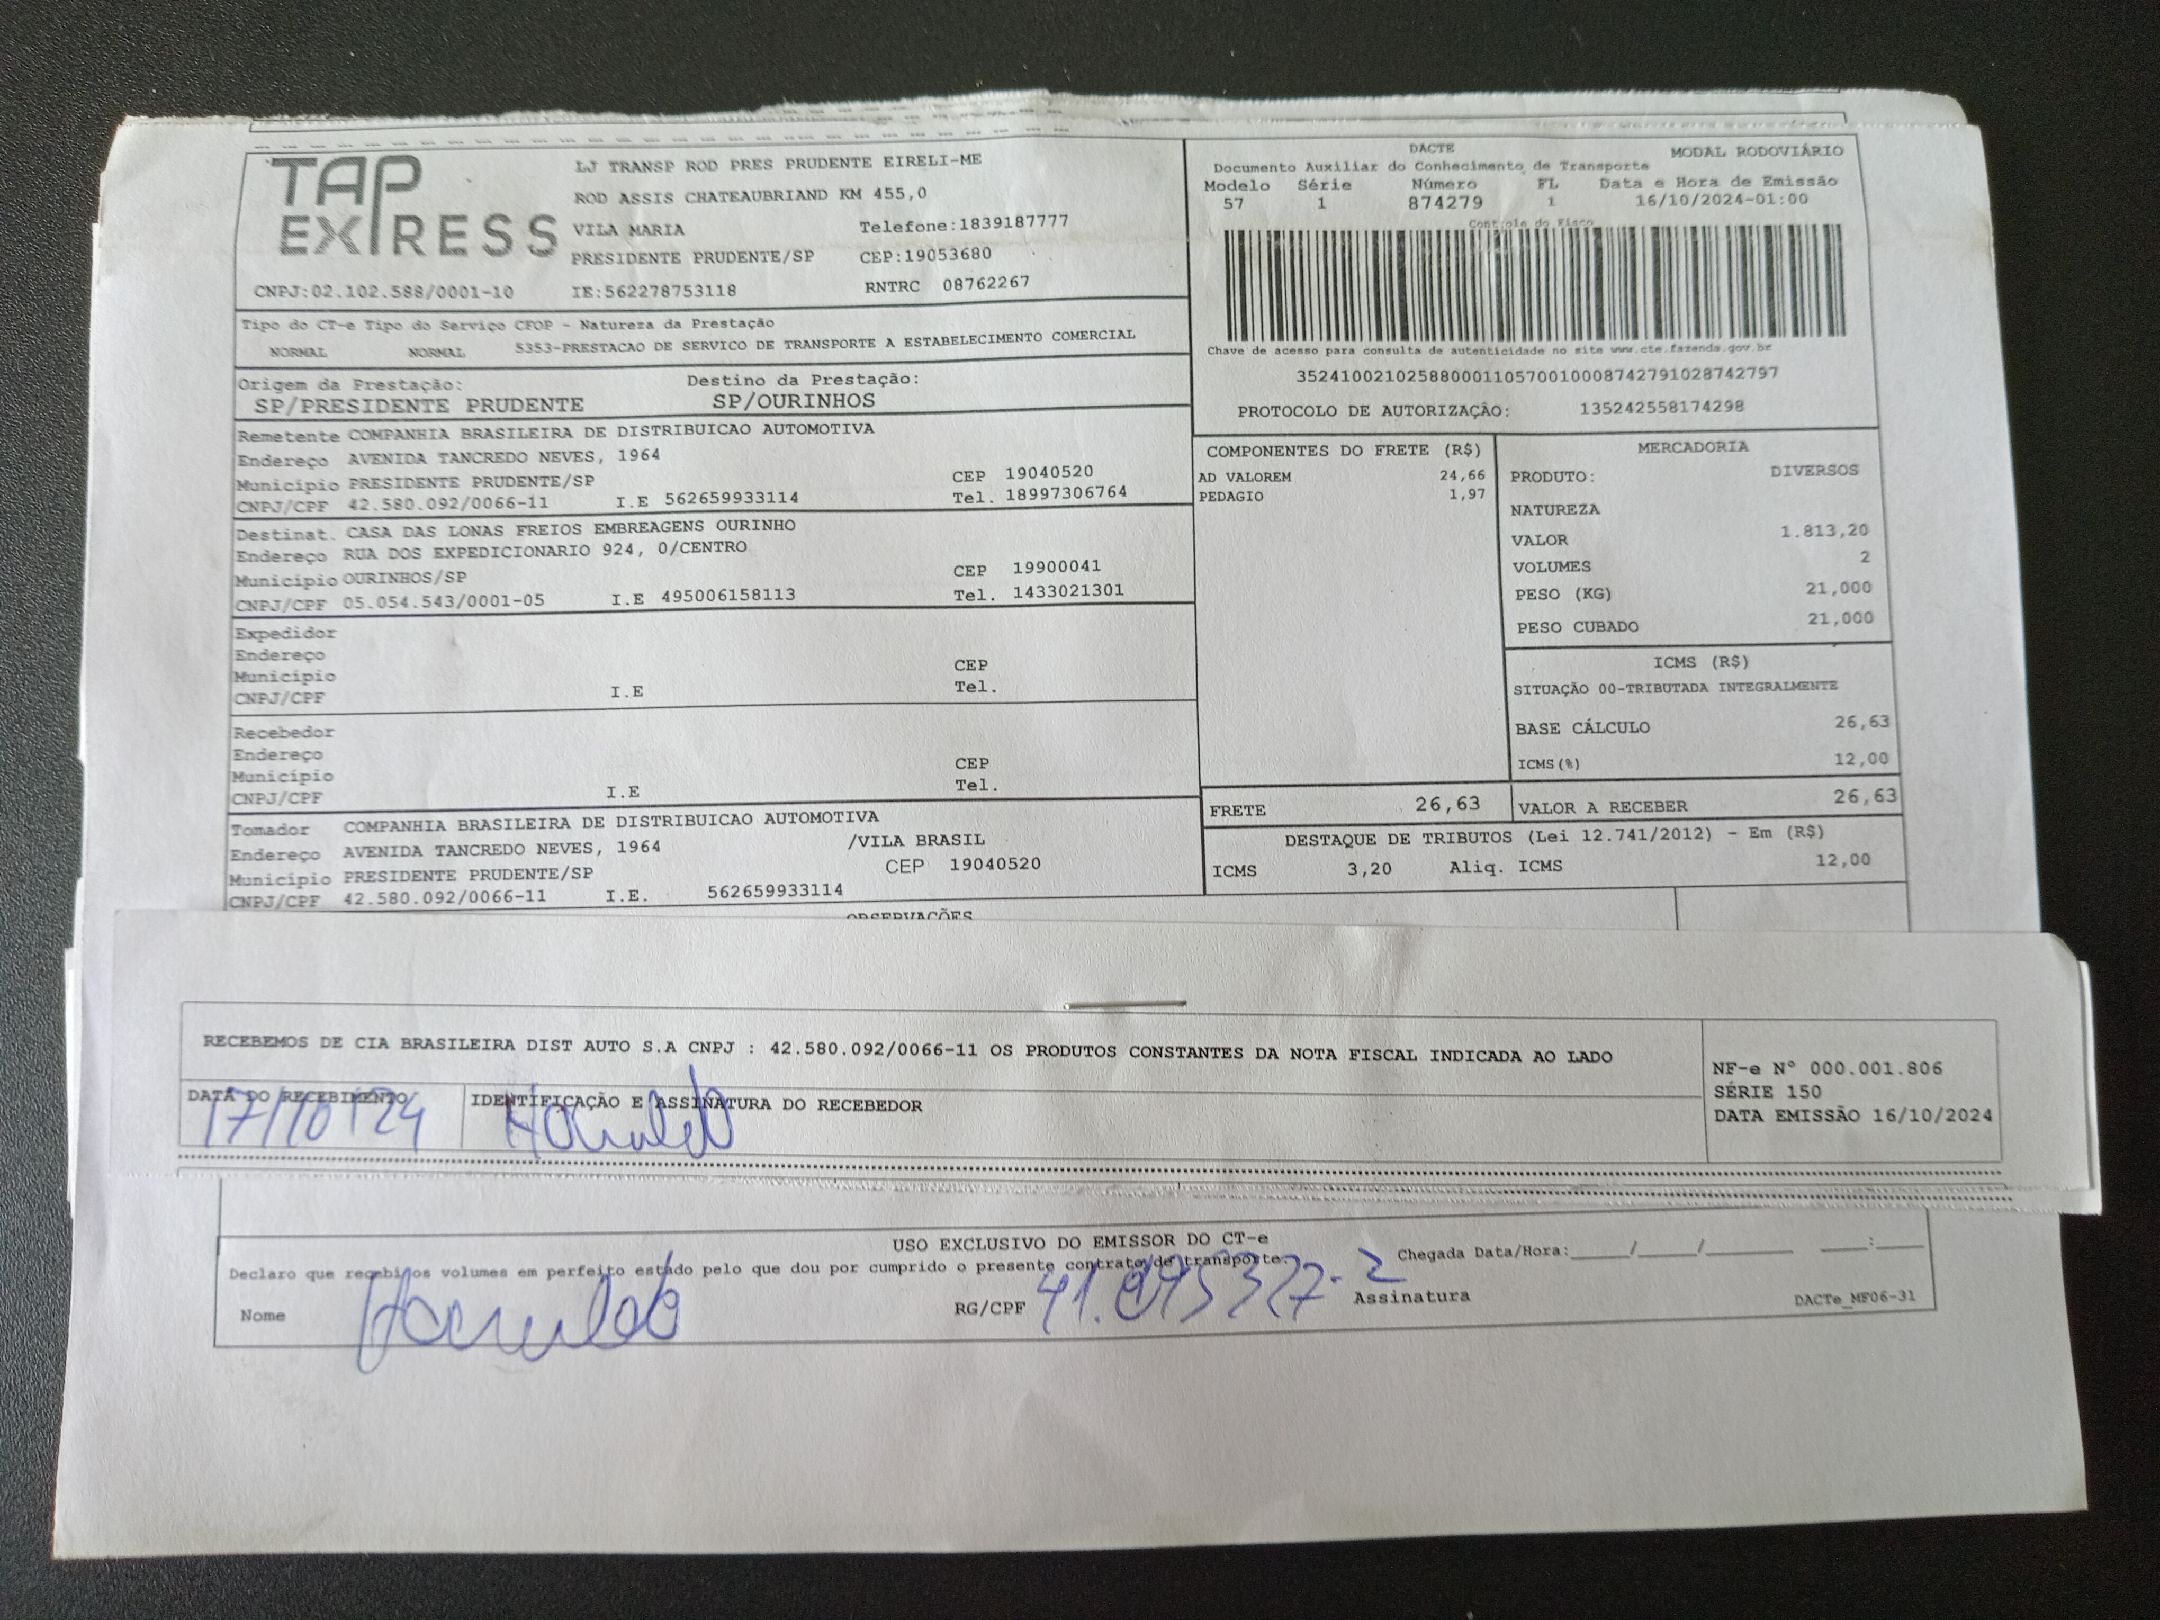 TAP EXPRESS
LJ TRANSP ROD PRES PRUDENTE EIRELI-ME
ROD ASSIS CHATEAUBRIAND KM 455,0
VILA MARIA Telefone:1839187777
PRESIDENTE PRUDENTE/SP CEP:19053680
CNPJ:02.102.588/0001-10 IE:562278753118 RNTRC 08762267
DACTE MODAL RODOVIÁRIO
Documento Auxiliar do Conhecimento de Transporte
Modelo Série Número FL Data e Hora de Emissão
57 1 874279 1 16/10/2024-01:00
Controle do Fisco
Chave de acesso para consulta de autenticidade no site www.cte.fazenda.gov.br
35241002102588000110570010008742791028742797
PROTOCOLO DE AUTORIZAÇÃO: 135242558174298
Tipo do CT-e Tipo do Serviço CFOP - Natureza da Prestação
NORMAL NORMAL 5353-PRESTACAO DE SERVICO DE TRANSPORTE A ESTABELECIMENTO COMERCIAL
Origem da Prestação: Destino da Prestação:
SP/PRESIDENTE PRUDENTE SP/OURINHOS
Remetente COMPANHIA BRASILEIRA DE DISTRIBUICAO AUTOMOTIVA
Endereço AVENIDA TANCREDO NEVES, 1964
Município PRESIDENTE PRUDENTE/SP CEP 19040520
CNPJ/CPF 42.580.092/0066-11 I.E 562659933114 Tel. 18997306764
Destinat. CASA DAS LONAS FREIOS EMBREAGENS OURINHO
Endereço RUA DOS EXPEDICIONARIO 924, 0/CENTRO
Município OURINHOS/SP CEP 19900041
CNPJ/CPF 05.054.543/0001-05 I.E 495006158113 Tel. 1433021301
Expedidor
Endereço
Município CEP
CNPJ/CPF I.E Tel.
Recebedor
Endereço
Município CEP
CNPJ/CPF I.E Tel.
Tomador COMPANHIA BRASILEIRA DE DISTRIBUICAO AUTOMOTIVA
Endereço AVENIDA TANCREDO NEVES, 1964 /VILA BRASIL
Município PRESIDENTE PRUDENTE/SP CEP 19040520
CNPJ/CPF 42.580.092/0066-11 I.E. 562659933114
COMPONENTES DO FRETE (R$)
AD VALOREM 24,66
PEDAGIO 1,97
MERCADORIA
PRODUTO: DIVERSOS
NATUREZA
VALOR 1.813,20
VOLUMES 2
PESO (KG) 21,000
PESO CUBADO 21,000
ICMS (R$)
SITUAÇÃO 00-TRIBUTADA INTEGRALMENTE
BASE CÁLCULO 26,63
ICMS(%) 12,00
FRETE 26,63 VALOR A RECEBER 26,63
DESTAQUE DE TRIBUTOS (Lei 12.741/2012) - Em (R$)
ICMS 3,20 Aliq. ICMS 12,00
OBSERVAÇÕES
RECEBEMOS DE CIA BRASILEIRA DIST AUTO S.A CNPJ : 42.580.092/0066-11 OS PRODUTOS CONSTANTES DA NOTA FISCAL INDICADA AO LADO
DATA DO RECEBIMENTO IDENTIFICAÇÃO E ASSINATURA DO RECEBEDOR
17/10/24
NF-e Nº 000.001.806
SÉRIE 150
DATA EMISSÃO 16/10/2024
USO EXCLUSIVO DO EMISSOR DO CT-e
Declaro que recebi os volumes em perfeito estado pelo que dou por cumprido o presente contrato de transporte. Chegada Data/Hora:_____/_____/_______ ____:____
Nome RG/CPF Assinatura DACTe_MF06-31